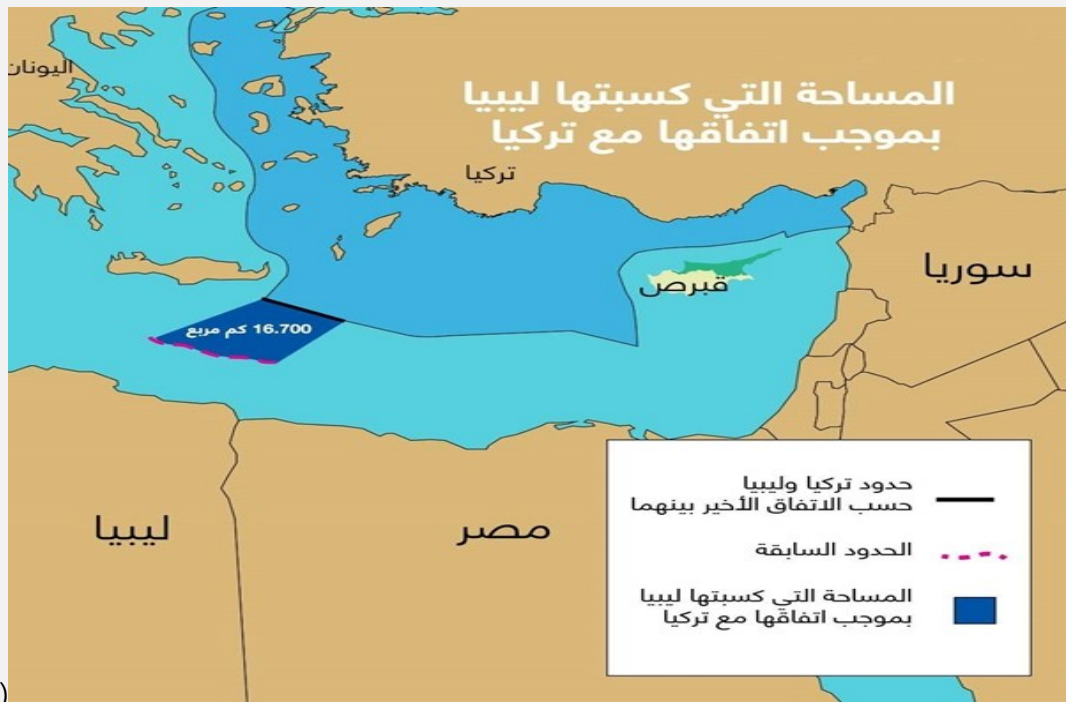 اليونان
المساحة التي كسبتها ليبيا
بموجب اتفاقها مع تركيا
تركيا
سوريا
قبرص
16.700 كم مربع
ليبيا
مصر
حدود تركيا وليبيا
حسب الاتفاق الأخير بينهما
الحدود السابقة
المساحة التي كسبتها ليبيا
بموجب اتفاقها مع تركيا
)